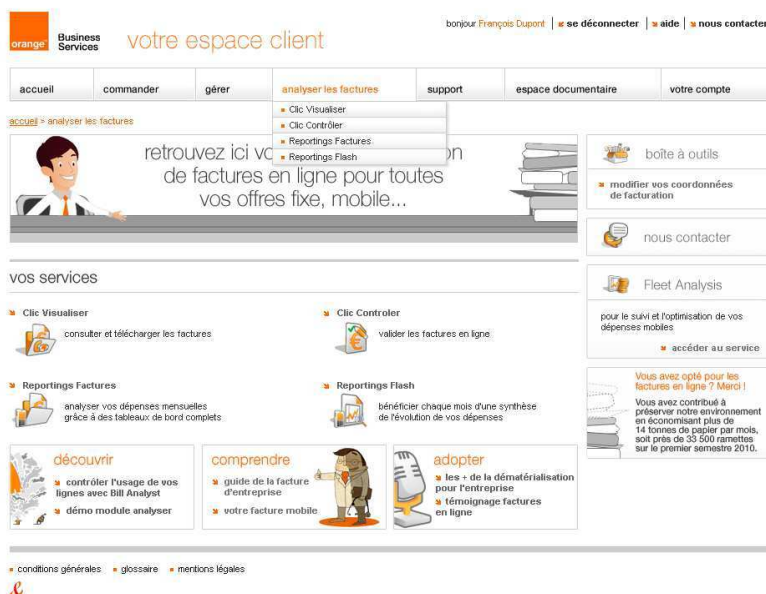 bonjour François Dupont se déconnecter aide nous contacter
orange Business Services
votre espace client
accueil commander gérer analyser les factures support espace documentaire votre compte
Clic Visualiser
Clic Contrôler
Reportings Factures
Reportings Flash
accueil > analyser les factures
retrouvez ici vo on
de factures en ligne pour toutes
vos offres fixe, mobile...
boîte à outils
modifier vos coordonnées
de facturation
nous contacter
Fleet Analysis
pour le suivi et l'optimisation de vos
dépenses mobiles
accéder au service
Vous avez opté pour les
factures en ligne ? Merci !
Vous avez contribué à
préserver notre environnement
en économisant plus de
14 tonnes de papier par mois,
soit près de 33 500 ramettes
sur le premier semestre 2010.
vos services
Clic Visualiser
consulter et télécharger les factures
Clic Controler
valider les factures en ligne
Reportings Factures
analyser vos dépenses mensuelles
grâce à des tableaux de bord complets
Reportings Flash
bénéficier chaque mois d'une synthèse
de l'évolution de vos dépenses
découvrir
contrôler l'usage de vos
lignes avec Bill Analyst
démo module analyser
comprendre
guide de la facture
d'entreprise
votre facture mobile
adopter
les + de la dématérialisation
pour l'entreprise
témoignage factures
en ligne
conditions générales glossaire mentions légales